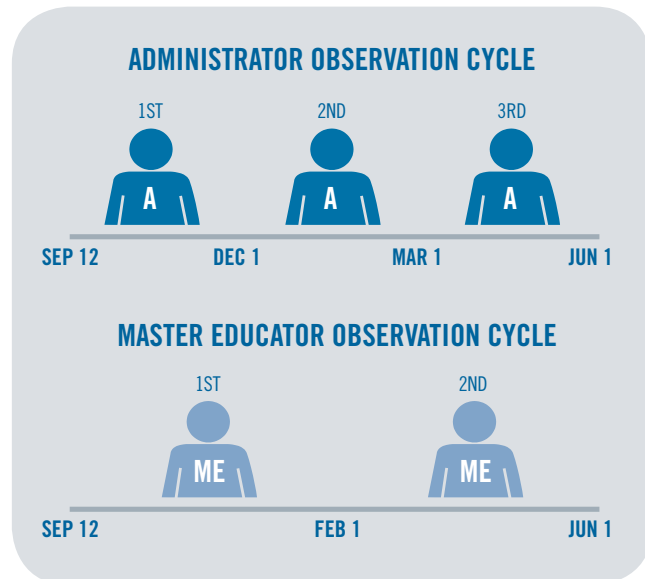 ADMINISTRATOR OBSERVATION CYCLE
1ST 2ND 3RD
A A A
SEP 12 DEC 1 MAR 1 JUN 1
MASTER EDUCATOR OBSERVATION CYCLE
1ST 2ND
ME ME
SEP 12 FEB 1 JUN 1